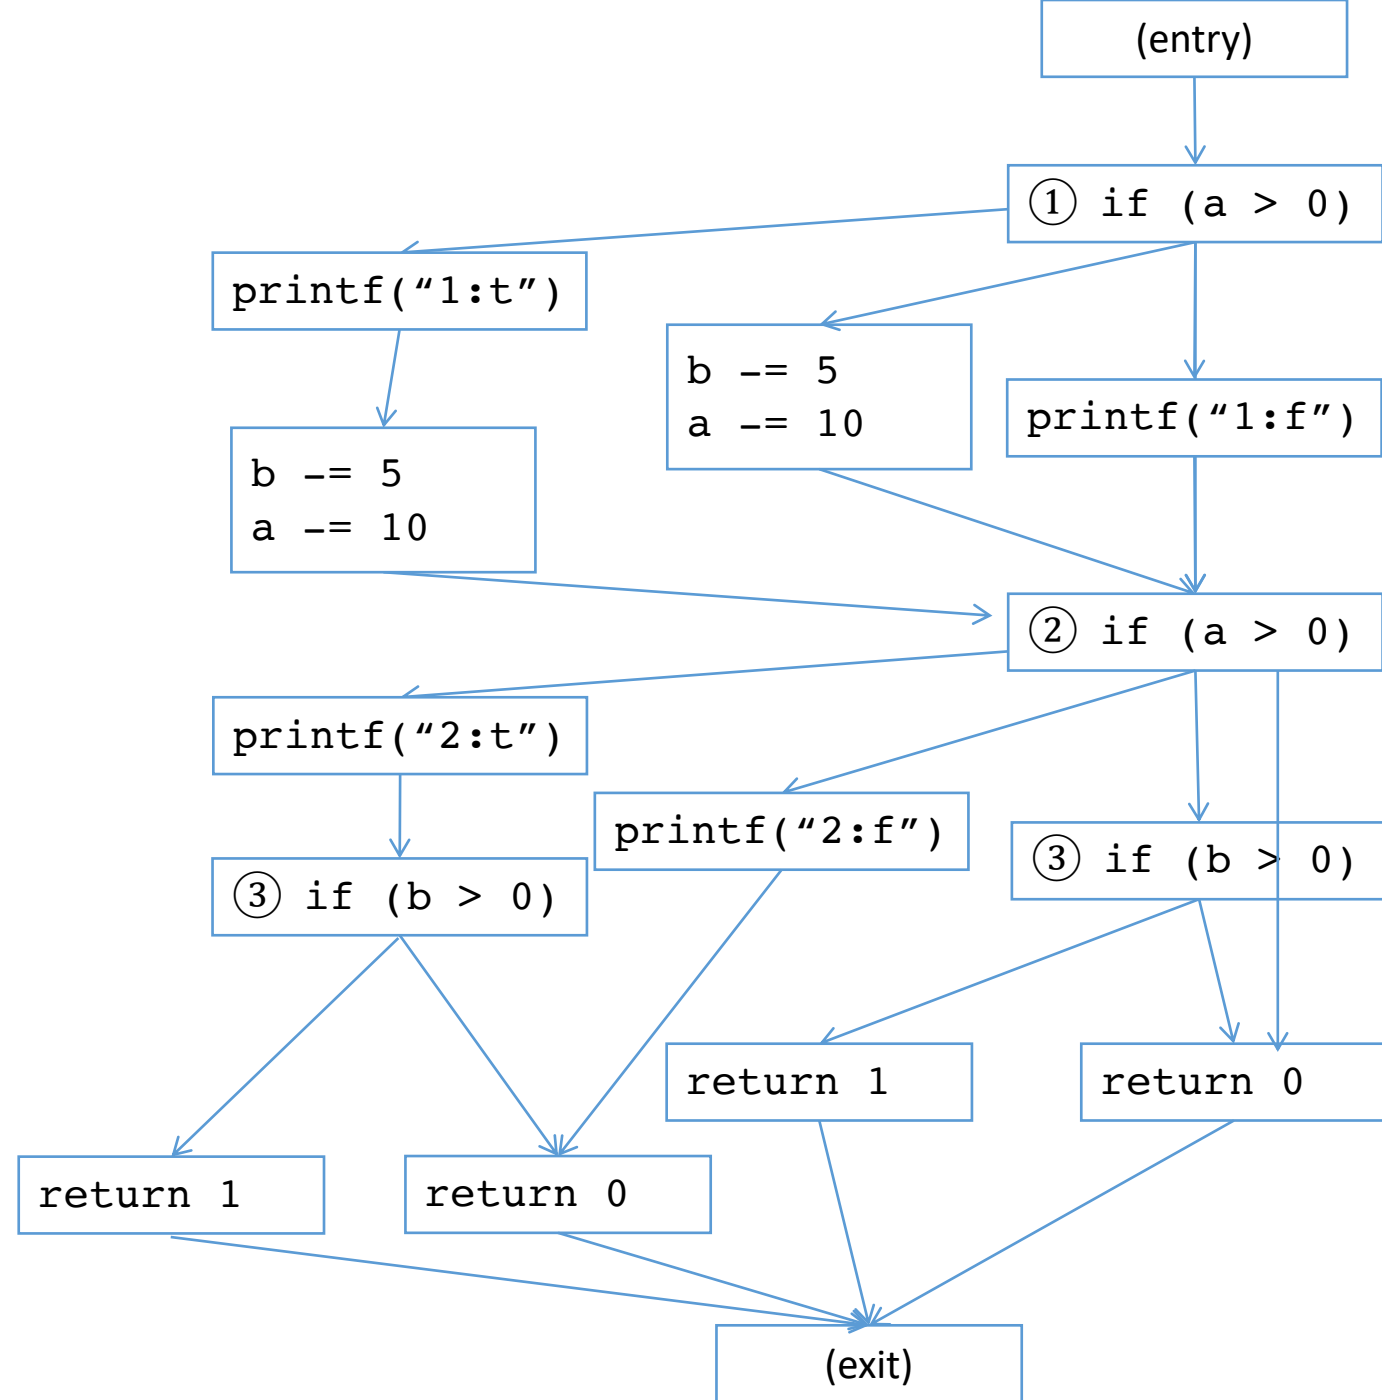 (entry)
① if (a > 0)
printf(“1:t”)
b -= 5
a -= 10
printf(“1:f”)
b -= 5
a -= 10
② if (a > 0)
printf(“2:t”)
printf(“2:f”)
③ if (b > 0)
③ if (b > 0)
return 1
return 0
return 1
return 0
(exit)